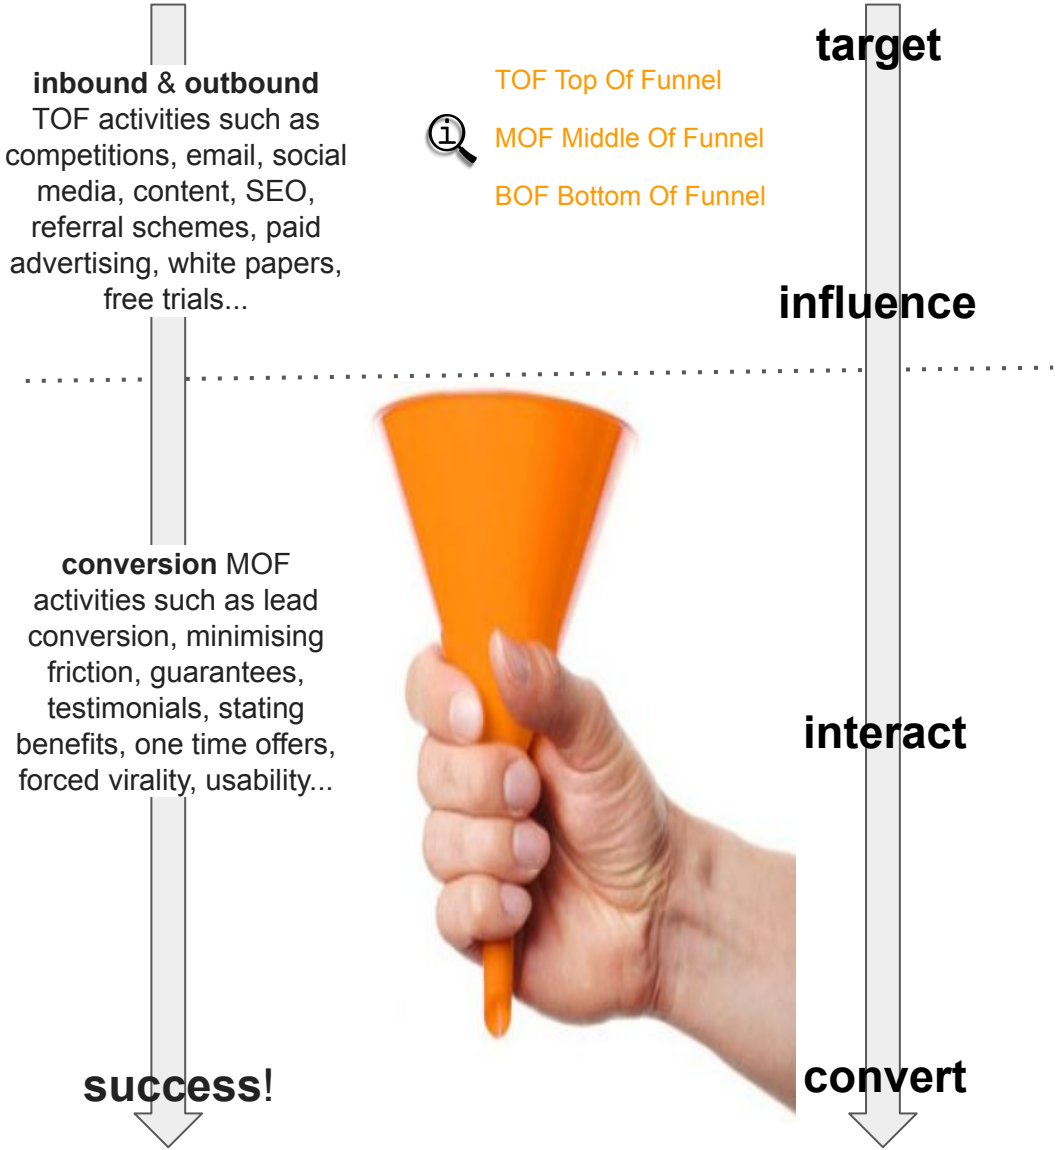 target
inbound & outbound
TOF activities such as
competitions, email, social
media, content, SEO,
referral schemes, paid
advertising, white papers,
free trials...
TOF Top Of Funnel
i
MOF Middle Of Funnel
BOF Bottom Of Funnel
influence
conversion MOF
activities such as lead
conversion, minimising
friction, guarantees,
testimonials, stating
benefits, one time offers,
forced virality, usability...
interact
success!
convert